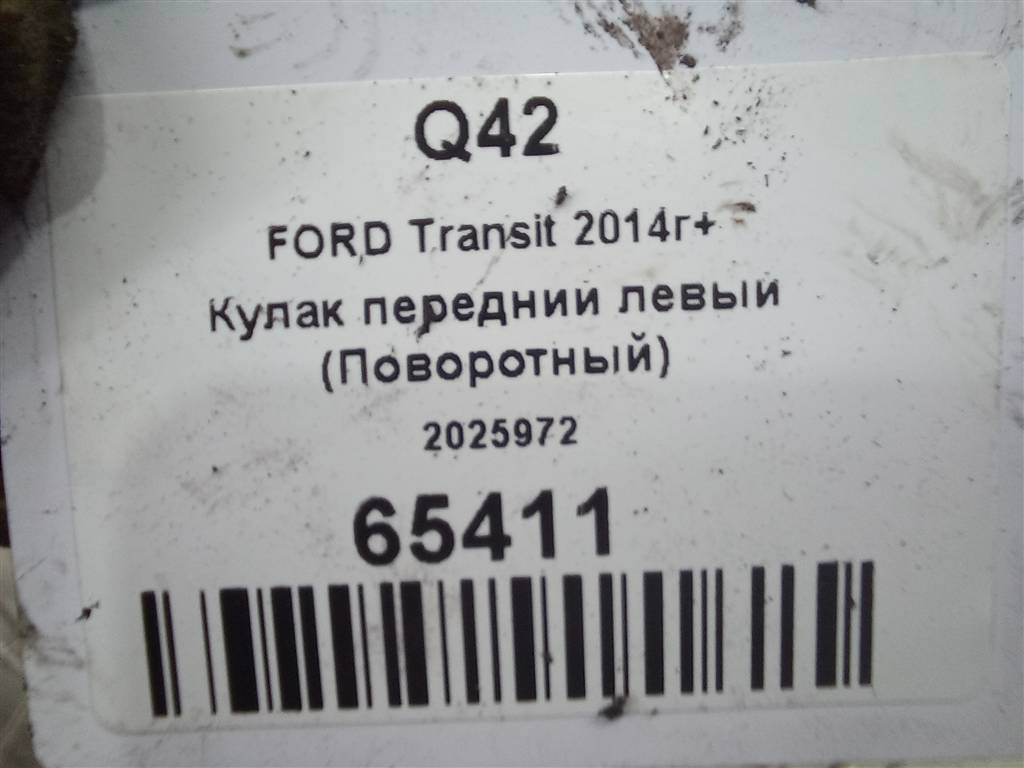 Q42
FORD Transit 2014г+
Кулак передний левый
(Поворотный)
2025972
65411